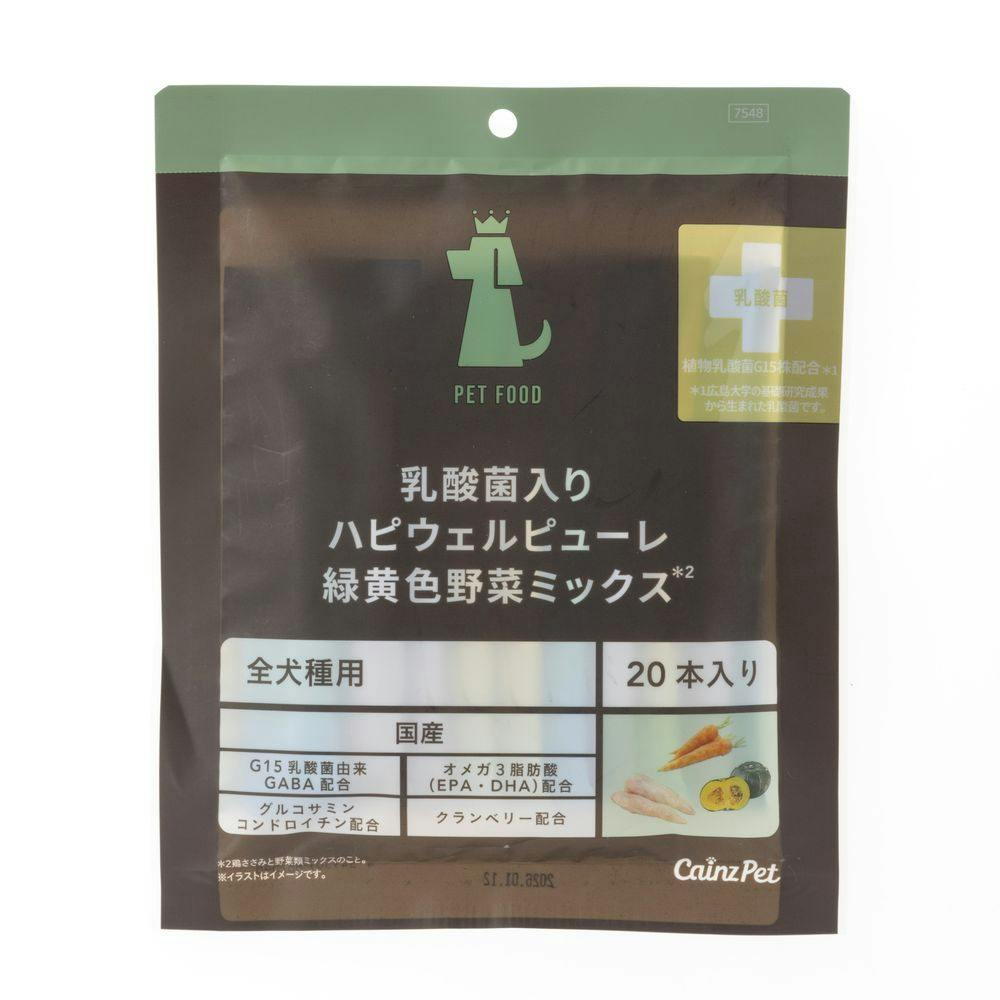 7548
PET FOOD
乳酸菌
植物乳酸菌G15株配合*1
*1広島大学の基礎研究成果
から生まれた乳酸菌です。
乳酸菌入り
ハピウェルピューレ
緑黄色野菜ミックス*2
全犬種用
20本入り
国産
G15乳酸菌由来
GABA配合
オメガ3脂肪酸
(EPA・DHA)配合
グルコサミン
コンドロイチン配合
クランベリー配合
*2鶏ささみと野菜類ミックスのこと。
※イラストはイメージです。
2026.01.12
CainzPet